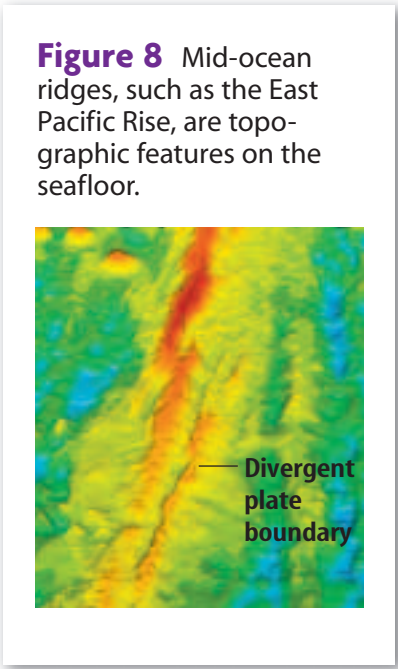 Figure 8 Mid-ocean
ridges, such as the East
Pacific Rise, are topo-
graphic features on the
seafloor.
Divergent
plate
boundary